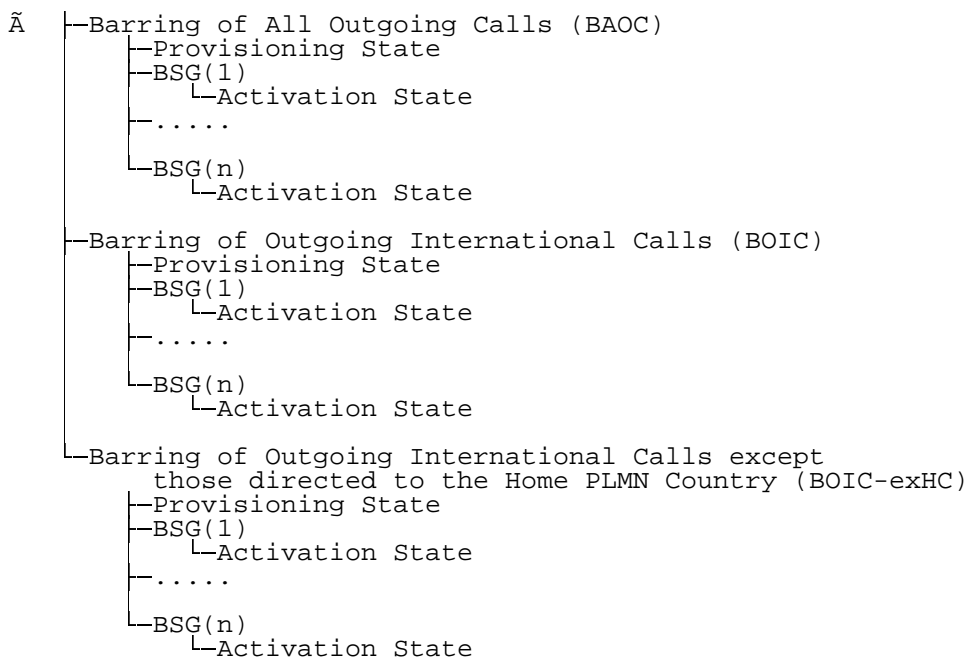 Ã Barring of All Outgoing Calls (BAOC)
Provisioning State
BSG(1)
Activation State
.....
BSG(n)
Activation State
Barring of Outgoing International Calls (BOIC)
Provisioning State
BSG(1)
Activation State
.....
BSG(n)
Activation State
Barring of Outgoing International Calls except
those directed to the Home PLMN Country (BOIC-exHC)
Provisioning State
BSG(1)
Activation State
.....
BSG(n)
Activation State